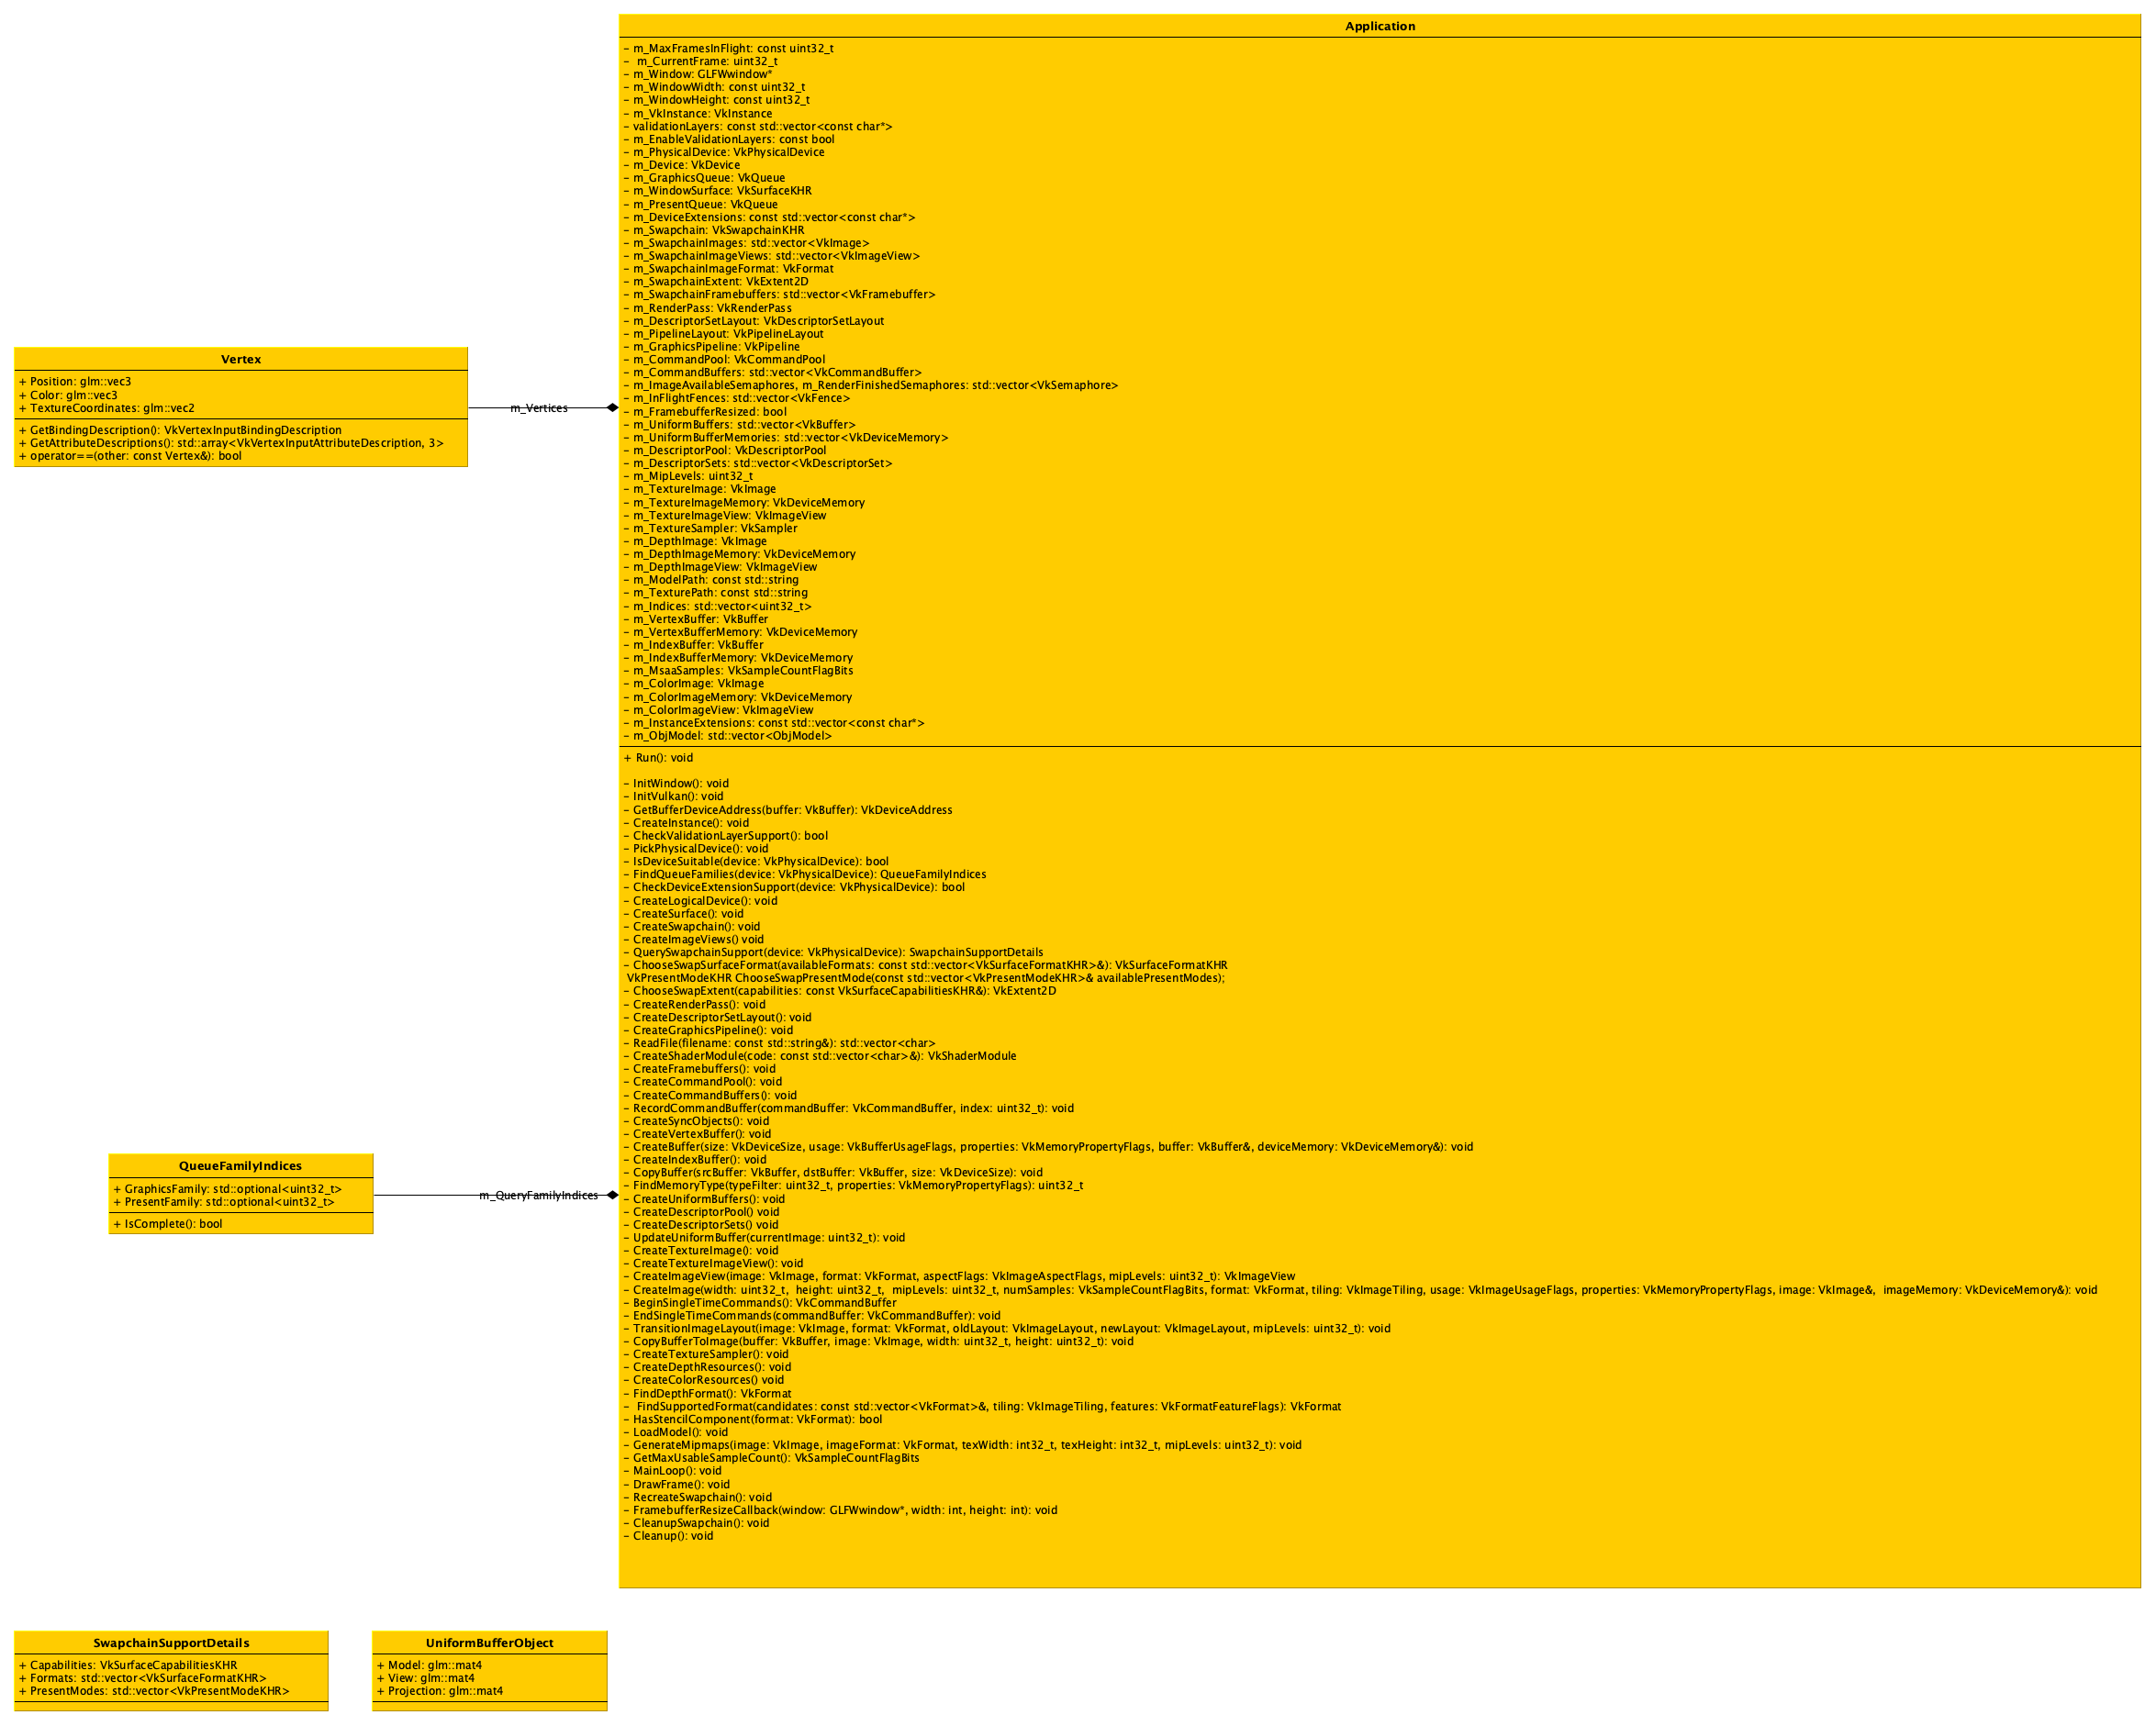 Application
- m_MaxFramesInFlight: const uint32_t
-  m_CurrentFrame: uint32_t
- m_Window: GLFWwindow*
- m_WindowWidth: const uint32_t
- m_WindowHeight: const uint32_t
- m_VkInstance: VkInstance
- validationLayers: const std::vector<const char*>
- m_EnableValidationLayers: const bool
- m_PhysicalDevice: VkPhysicalDevice
- m_Device: VkDevice
- m_GraphicsQueue: VkQueue
- m_WindowSurface: VkSurfaceKHR
- m_PresentQueue: VkQueue
- m_DeviceExtensions: const std::vector<const char*>
- m_Swapchain: VkSwapchainKHR
- m_SwapchainImages: std::vector<VkImage>
- m_SwapchainImageViews: std::vector<VkImageView>
- m_SwapchainImageFormat: VkFormat
- m_SwapchainExtent: VkExtent2D
- m_SwapchainFramebuffers: std::vector<VkFramebuffer>
- m_RenderPass: VkRenderPass
- m_DescriptorSetLayout: VkDescriptorSetLayout
- m_PipelineLayout: VkPipelineLayout
- m_GraphicsPipeline: VkPipeline
- m_CommandPool: VkCommandPool
- m_CommandBuffers: std::vector<VkCommandBuffer>
- m_ImageAvailableSemaphores, m_RenderFinishedSemaphores: std::vector<VkSemaphore>
- m_InFlightFences: std::vector<VkFence>
- m_FramebufferResized: bool
- m_UniformBuffers: std::vector<VkBuffer>
- m_UniformBufferMemories: std::vector<VkDeviceMemory>
- m_DescriptorPool: VkDescriptorPool
- m_DescriptorSets: std::vector<VkDescriptorSet>
- m_MipLevels: uint32_t
- m_TextureImage: VkImage
- m_TextureImageMemory: VkDeviceMemory
- m_TextureImageView: VkImageView
- m_TextureSampler: VkSampler
- m_DepthImage: VkImage
- m_DepthImageMemory: VkDeviceMemory
- m_DepthImageView: VkImageView
- m_ModelPath: const std::string
- m_TexturePath: const std::string
- m_Indices: std::vector<uint32_t>
- m_VertexBuffer: VkBuffer
- m_VertexBufferMemory: VkDeviceMemory
- m_IndexBuffer: VkBuffer
- m_IndexBufferMemory: VkDeviceMemory
- m_MsaaSamples: VkSampleCountFlagBits
- m_ColorImage: VkImage
- m_ColorImageMemory: VkDeviceMemory
- m_ColorImageView: VkImageView
- m_InstanceExtensions: const std::vector<const char*>
- m_ObjModel: std::vector<ObjModel>
+ Run(): void
- InitWindow(): void
- InitVulkan(): void
- GetBufferDeviceAddress(buffer: VkBuffer): VkDeviceAddress
- CreateInstance(): void
- CheckValidationLayerSupport(): bool
- PickPhysicalDevice(): void
- IsDeviceSuitable(device: VkPhysicalDevice): bool
- FindQueueFamilies(device: VkPhysicalDevice): QueueFamilyIndices
- CheckDeviceExtensionSupport(device: VkPhysicalDevice): bool
- CreateLogicalDevice(): void
- CreateSurface(): void
- CreateSwapchain(): void
- CreateImageViews() void
- QuerySwapchainSupport(device: VkPhysicalDevice): SwapchainSupportDetails
- ChooseSwapSurfaceFormat(availableFormats: const std::vector<VkSurfaceFormatKHR>&): VkSurfaceFormatKHR
VkPresentModeKHR ChooseSwapPresentMode(const std::vector<VkPresentModeKHR>& availablePresentModes);
- ChooseSwapExtent(capabilities: const VkSurfaceCapabilitiesKHR&): VkExtent2D
- CreateRenderPass(): void
- CreateDescriptorSetLayout(): void
- CreateGraphicsPipeline(): void
- ReadFile(filename: const std::string&): std::vector<char>
- CreateShaderModule(code: const std::vector<char>&): VkShaderModule
- CreateFramebuffers(): void
- CreateCommandPool(): void
- CreateCommandBuffers(): void
- RecordCommandBuffer(commandBuffer: VkCommandBuffer, index: uint32_t): void
- CreateSyncObjects(): void
- CreateVertexBuffer(): void
- CreateBuffer(size: VkDeviceSize, usage: VkBufferUsageFlags, properties: VkMemoryPropertyFlags, buffer: VkBuffer&, deviceMemory: VkDeviceMemory&): void
- CreateIndexBuffer(): void
- CopyBuffer(srcBuffer: VkBuffer, dstBuffer: VkBuffer, size: VkDeviceSize): void
- FindMemoryType(typeFilter: uint32_t, properties: VkMemoryPropertyFlags): uint32_t
- CreateUniformBuffers(): void
- CreateDescriptorPool() void
- CreateDescriptorSets() void
- UpdateUniformBuffer(currentImage: uint32_t): void
- CreateTextureImage(): void
- CreateTextureImageView(): void
- CreateImageView(image: VkImage, format: VkFormat, aspectFlags: VkImageAspectFlags, mipLevels: uint32_t): VkImageView
- CreateImage(width: uint32_t,  height: uint32_t,  mipLevels: uint32_t, numSamples: VkSampleCountFlagBits, format: VkFormat, tiling: VkImageTiling, usage: VkImageUsageFlags, properties: VkMemoryPropertyFlags, image: VkImage&,  imageMemory: VkDeviceMemory&): void
- BeginSingleTimeCommands(): VkCommandBuffer
- EndSingleTimeCommands(commandBuffer: VkCommandBuffer): void
- TransitionImageLayout(image: VkImage, format: VkFormat, oldLayout: VkImageLayout, newLayout: VkImageLayout, mipLevels: uint32_t): void
- CopyBufferToImage(buffer: VkBuffer, image: VkImage, width: uint32_t, height: uint32_t): void
- CreateTextureSampler(): void
- CreateDepthResources(): void
- CreateColorResources() void
- FindDepthFormat(): VkFormat
-  FindSupportedFormat(candidates: const std::vector<VkFormat>&, tiling: VkImageTiling, features: VkFormatFeatureFlags): VkFormat
- HasStencilComponent(format: VkFormat): bool
- LoadModel(): void
- GenerateMipmaps(image: VkImage, imageFormat: VkFormat, texWidth: int32_t, texHeight: int32_t, mipLevels: uint32_t): void
- GetMaxUsableSampleCount(): VkSampleCountFlagBits
- MainLoop(): void
- DrawFrame(): void
- RecreateSwapchain(): void
- FramebufferResizeCallback(window: GLFWwindow*, width: int, height: int): void
- CleanupSwapchain(): void
- Cleanup(): void
Vertex
+ Position: glm::vec3
+ Color: glm::vec3
+ TextureCoordinates: glm::vec2
+ GetBindingDescription(): VkVertexInputBindingDescription
+ GetAttributeDescriptions(): std::array<VkVertexInputAttributeDescription, 3>
+ operator==(other: const Vertex&): bool
m_Vertices
QueueFamilyIndices
+ GraphicsFamily: std::optional<uint32_t>
+ PresentFamily: std::optional<uint32_t>
+ IsComplete(): bool
m_QueryFamilyIndices
SwapchainSupportDetails
+ Capabilities: VkSurfaceCapabilitiesKHR
+ Formats: std::vector<VkSurfaceFormatKHR>
+ PresentModes: std::vector<VkPresentModeKHR>
UniformBufferObject
+ Model: glm::mat4
+ View: glm::mat4
+ Projection: glm::mat4